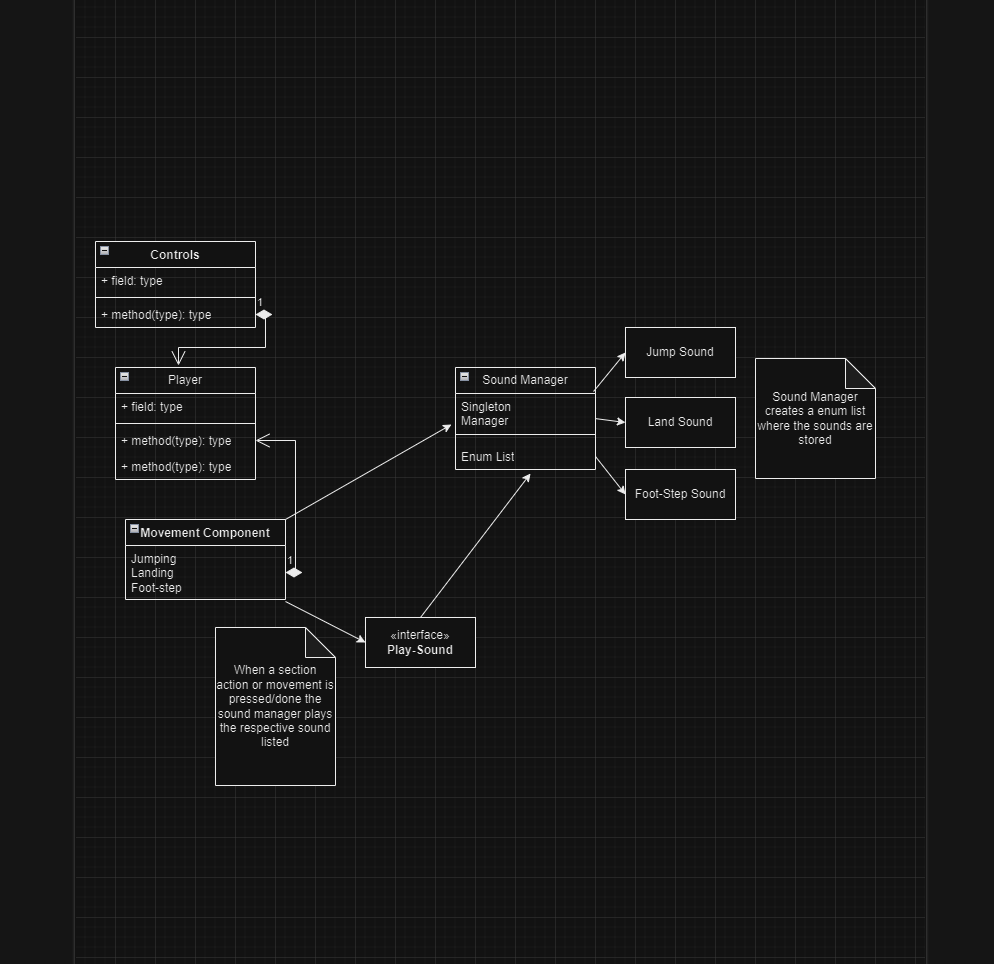 Controls
+ field: type
1
+ method(type): type
Player
+ field: type
+ method(type): type
+ method(type): type
Movement Component
Jumping
Landing
Foot-step
1
When a section
action or movement is
pressed/done the
sound manager plays
the respective sound
listed
«interface»
Play-Sound
Sound Manager
Singleton
Manager
Enum List
Jump Sound
Land Sound
Foot-Step Sound
Sound Manager
creates a enum list
where the sounds are
stored